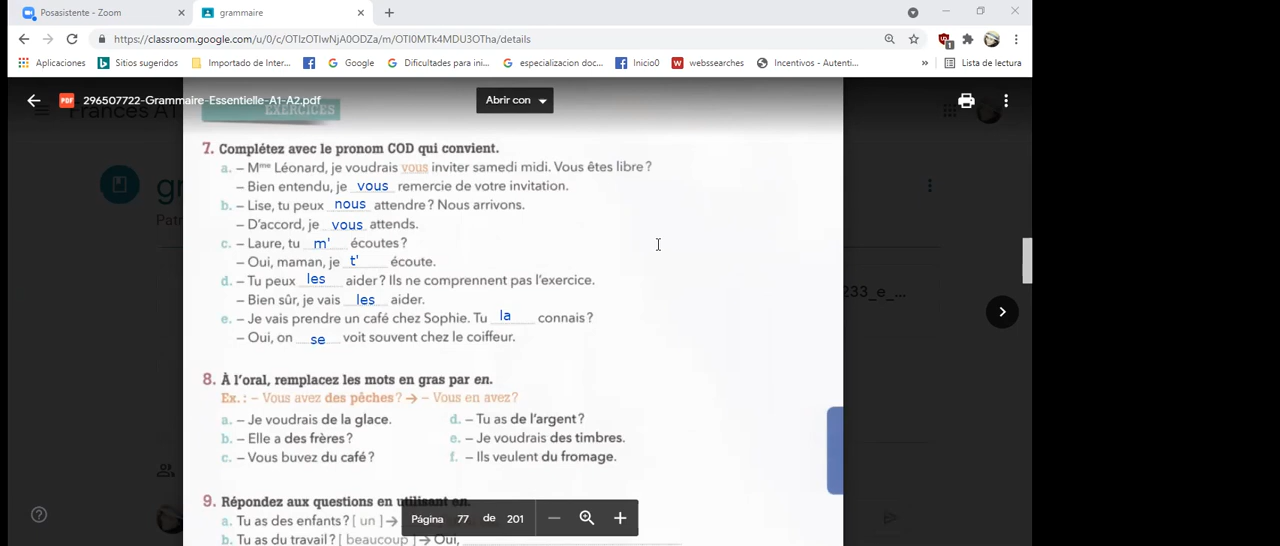 Posasistente - Zoom
grammaire
https://classroom.google.com/u/0/c/OTIzOTIwNjA0ODZa/m/OTI0MTk4MDU3OTha/details
Aplicaciones Sitios sugeridos Importado de Inter... Google Dificultades para ini... especializacion doc... Inicio0 webssearches Incentivos - Autenti... » Lista de lectura
PDF 296507722-Grammaire-Essentielle-A1-A2.pdf Abrir con
EXERCICES
7. Complétez avec le pronom COD qui convient.
a. – Mme Léonard, je voudrais vous inviter samedi midi. Vous êtes libre ?
– Bien entendu, je vous remercie de votre invitation.
b. – Lise, tu peux nous attendre ? Nous arrivons.
– D'accord, je vous attends.
c. – Laure, tu m' écoutes ?
– Oui, maman, je t' écoute.
d. – Tu peux les aider ? Ils ne comprennent pas l'exercice.
– Bien sûr, je vais les aider.
e. – Je vais prendre un café chez Sophie. Tu la connais ?
– Oui, on se voit souvent chez le coiffeur.
233_e_...
8. À l'oral, remplacez les mots en gras par en.
Ex. : – Vous avez des pêches ? → – Vous en avez ?
a. – Je voudrais de la glace.
b. – Elle a des frères ?
c. – Vous buvez du café ?
d. – Tu as de l'argent ?
e. – Je voudrais des timbres.
f. – Ils veulent du fromage.
9. Répondez aux questions en utilisant en.
a. Tu as des enfants ? [ un ] →
b. Tu as du travail ? [ beaucoup ] → Oui,
Página 77 de 201